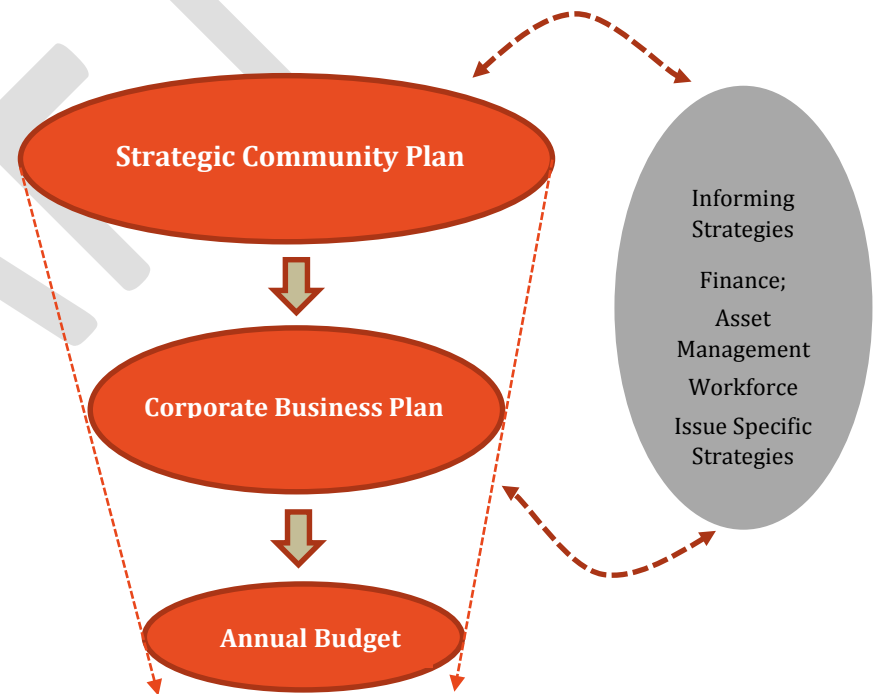 Strategic Community Plan
Corporate Business Plan
Annual Budget
Informing
Strategies
Finance;
Asset
Management
Workforce
Issue Specific
Strategies